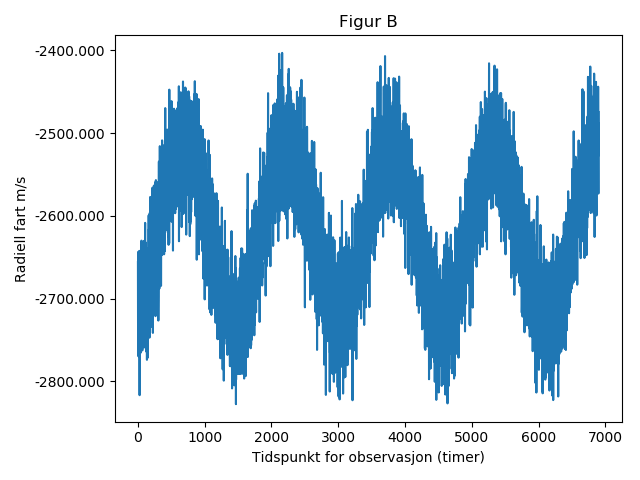 Figur B
Radiell fart m/s
-2400.000
-2500.000
-2600.000
-2700.000
-2800.000
0 1000 2000 3000 4000 5000 6000 7000
Tidspunkt for observasjon (timer)